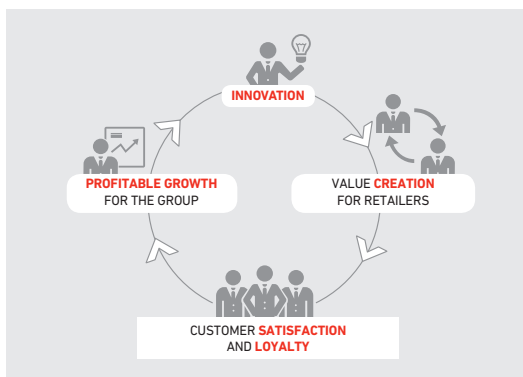 INNOVATION
VALUE CREATION
FOR RETAILERS
CUSTOMER SATISFACTION
AND LOYALTY
PROFITABLE GROWTH
FOR THE GROUP